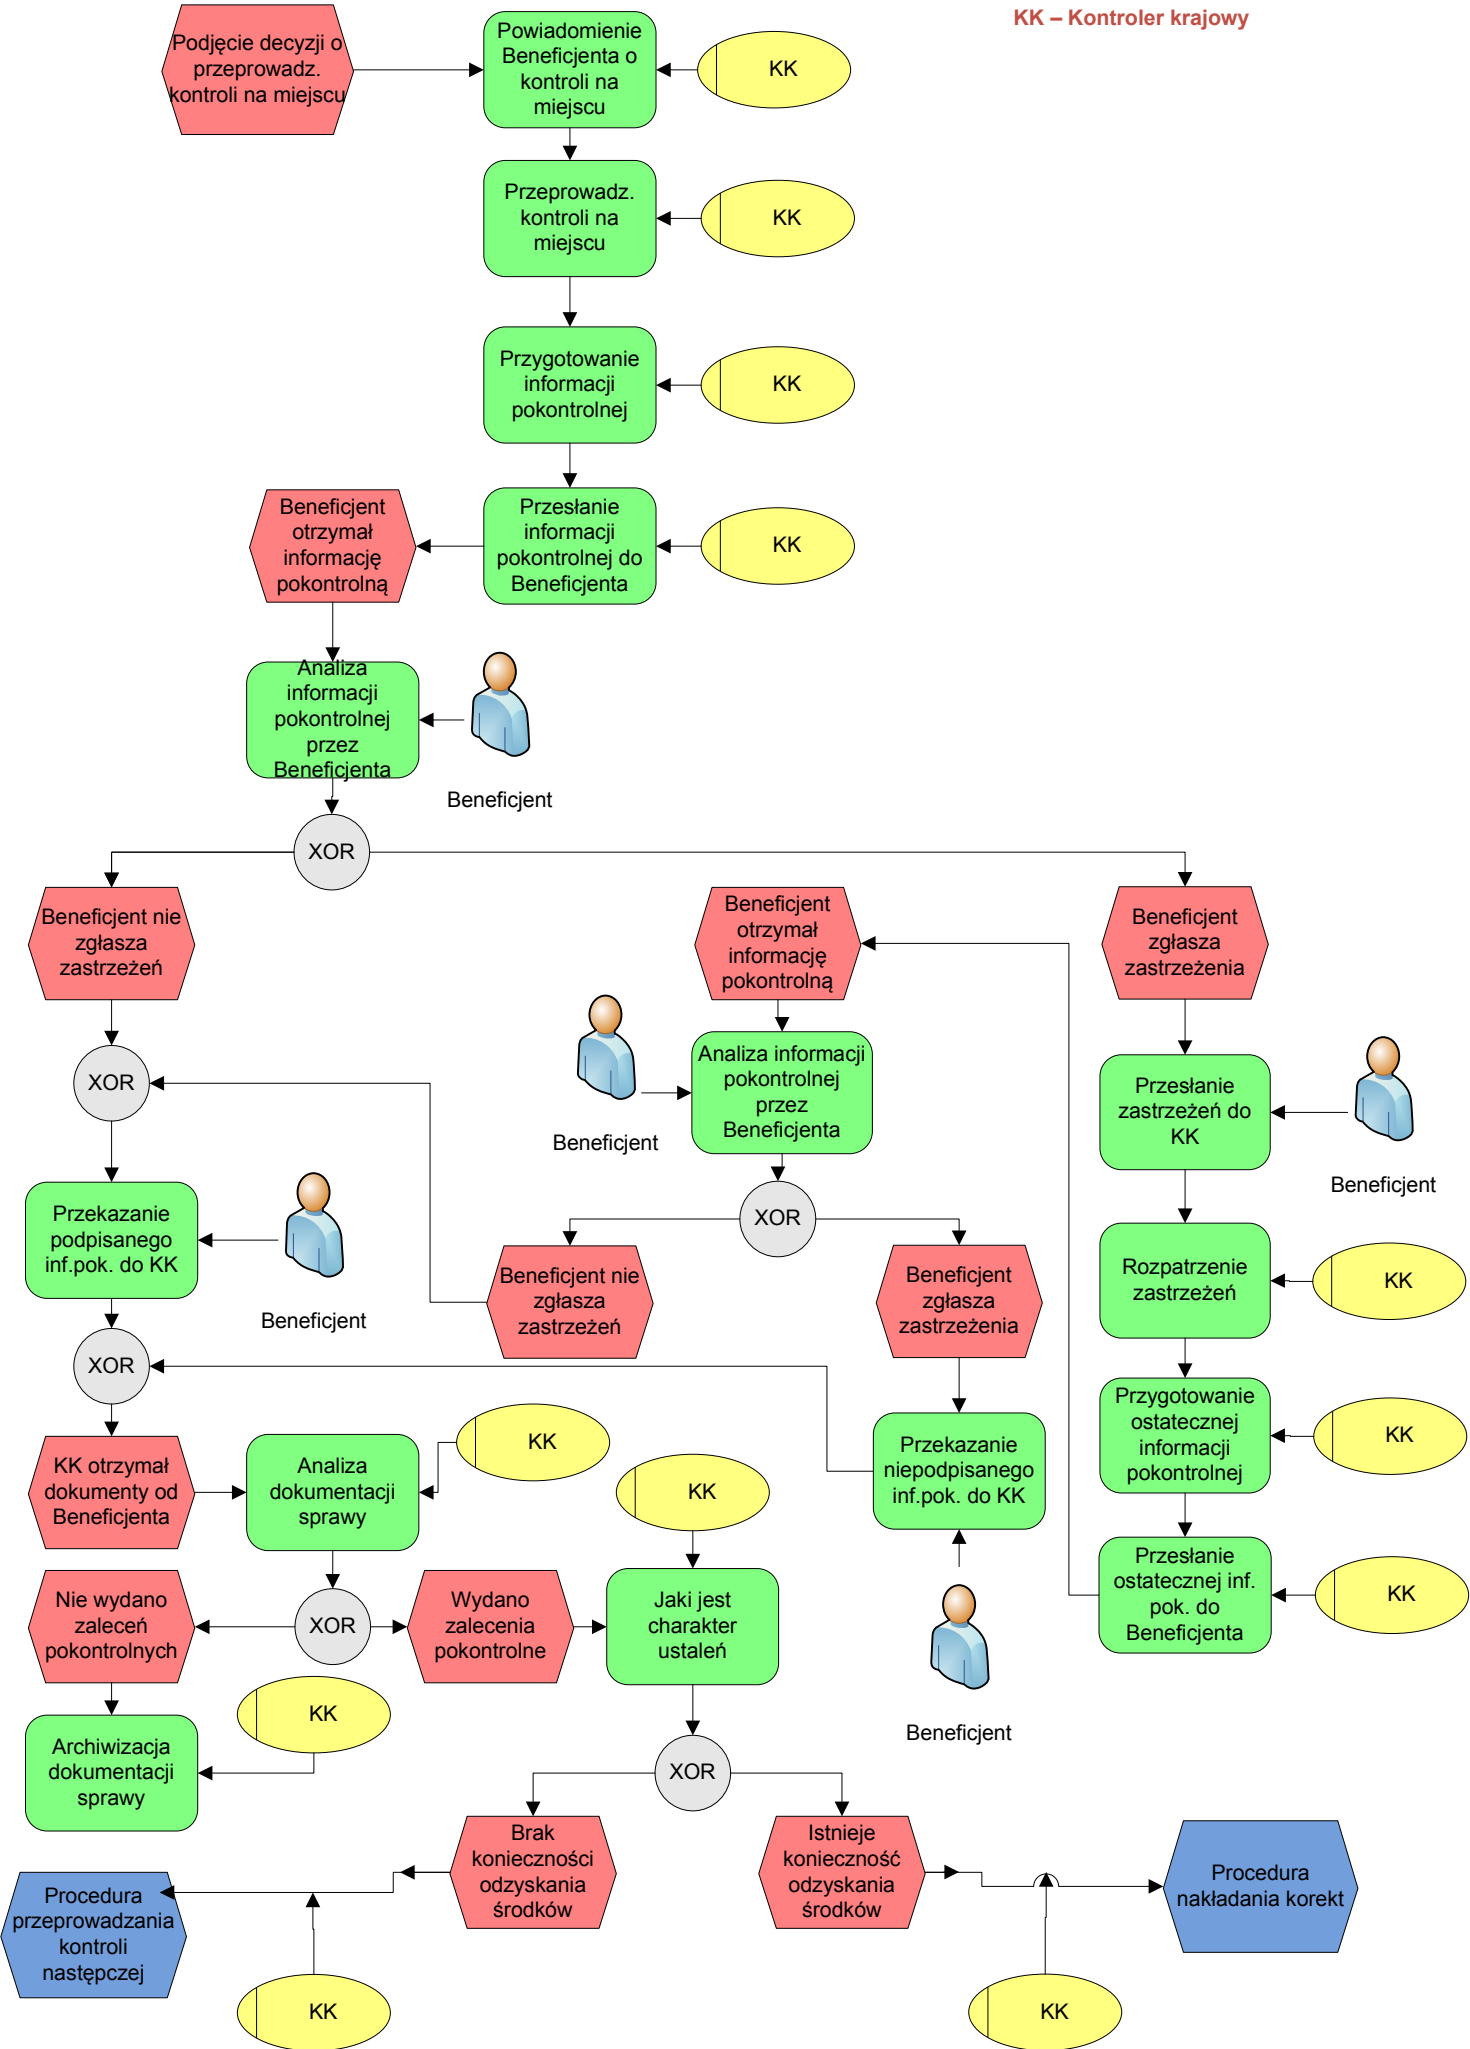 KK – Kontroler krajowy
Podjęcie decyzji o
przeprowadz.
kontroli na miejscu
Powiadomienie
Beneficjenta o
kontroli na
miejscu
KK
Przeprowadz.
kontroli na
miejscu
KK
Przygotowanie
informacji
pokontrolnej
KK
Beneficjent
otrzymał
informację
pokontrolną
Przesłanie
informacji
pokontrolnej do
Beneficjenta
KK
Analiza
informacji
pokontrolnej
przez
Beneficjenta
Beneficjent
XOR
Beneficjent nie
zgłasza
zastrzeżeń
Beneficjent
otrzymał
informację
pokontrolną
Beneficjent
zgłasza
zastrzeżenia
XOR
Beneficjent
Analiza informacji
pokontrolnej
przez
Beneficjenta
Przesłanie
zastrzeżeń do
KK
Beneficjent
Przekazanie
podpisanego
inf.pok. do KK
Beneficjent
XOR
Beneficjent nie
zgłasza
zastrzeżeń
Beneficjent
zgłasza
zastrzeżenia
Rozpatrzenie
zastrzeżeń
KK
XOR
Przygotowanie
ostatecznej
informacji
pokontrolnej
KK
KK otrzymał
dokumenty od
Beneficjenta
Analiza
dokumentacji
sprawy
KK
KK
Przekazanie
niepodpisanego
inf.pok. do KK
Przesłanie
ostatecznej inf.
pok. do
Beneficjenta
KK
Nie wydano
zaleceń
pokontrolnych
XOR
Wydano
zalecenia
pokontrolne
Jaki jest
charakter
ustaleń
Beneficjent
KK
Archiwizacja
dokumentacji
sprawy
XOR
Brak
konieczności
odzyskania
środków
Istnieje
konieczność
odzyskania
środków
Procedura
przeprowadzania
kontroli
następczej
Procedura
nakładania korekt
KK
KK